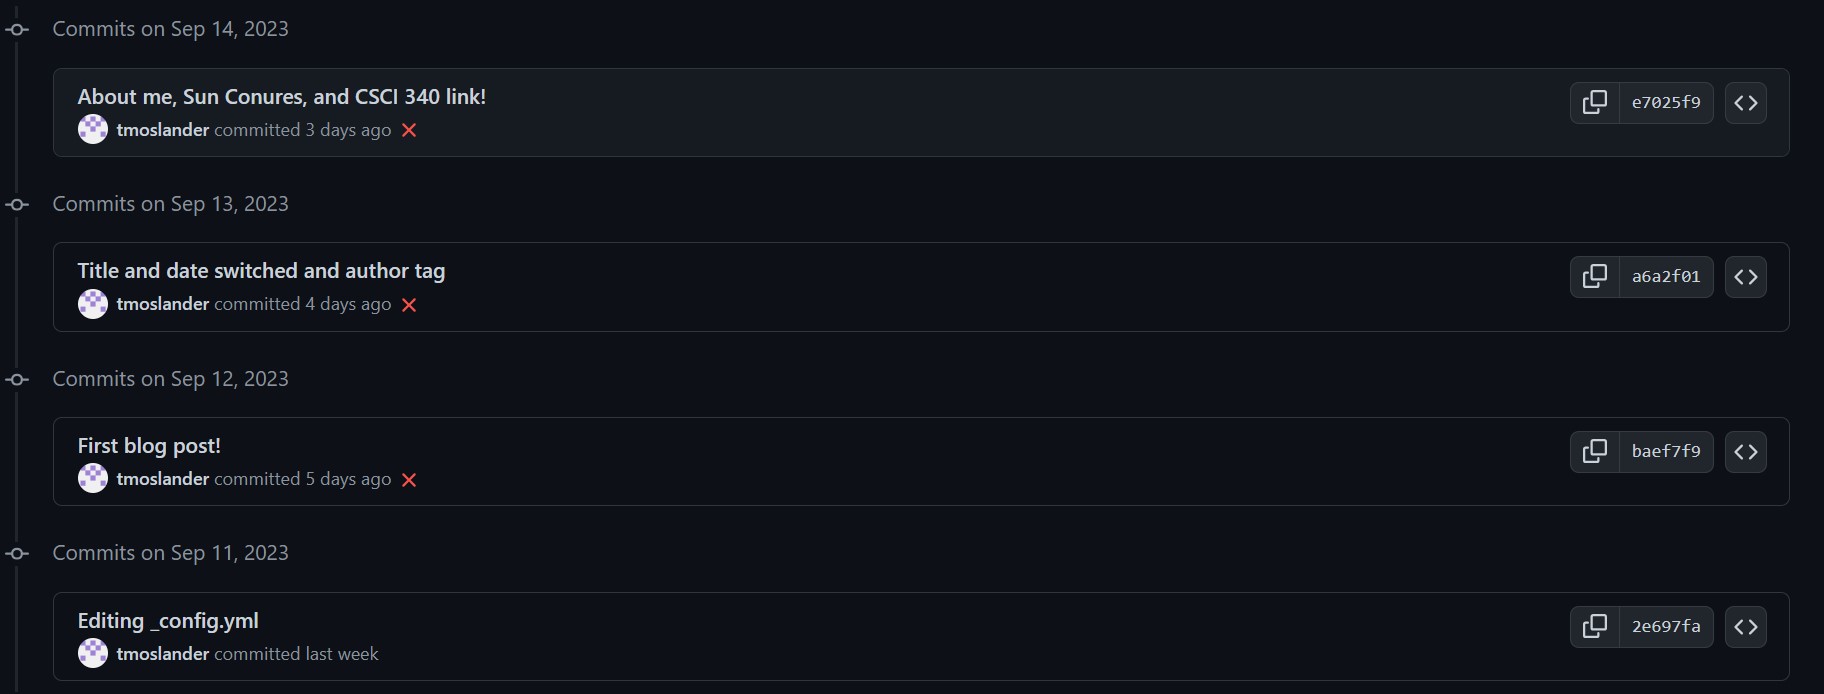 Commits on Sep 14, 2023
About me, Sun Conures, and CSCI 340 link!
e7025f9
tmoslander committed 3 days ago
Commits on Sep 13, 2023
Title and date switched and author tag
a6a2f01
tmoslander committed 4 days ago
Commits on Sep 12, 2023
First blog post!
baef7f9
tmoslander committed 5 days ago
Commits on Sep 11, 2023
Editing _config.yml
2e697fa
tmoslander committed last week